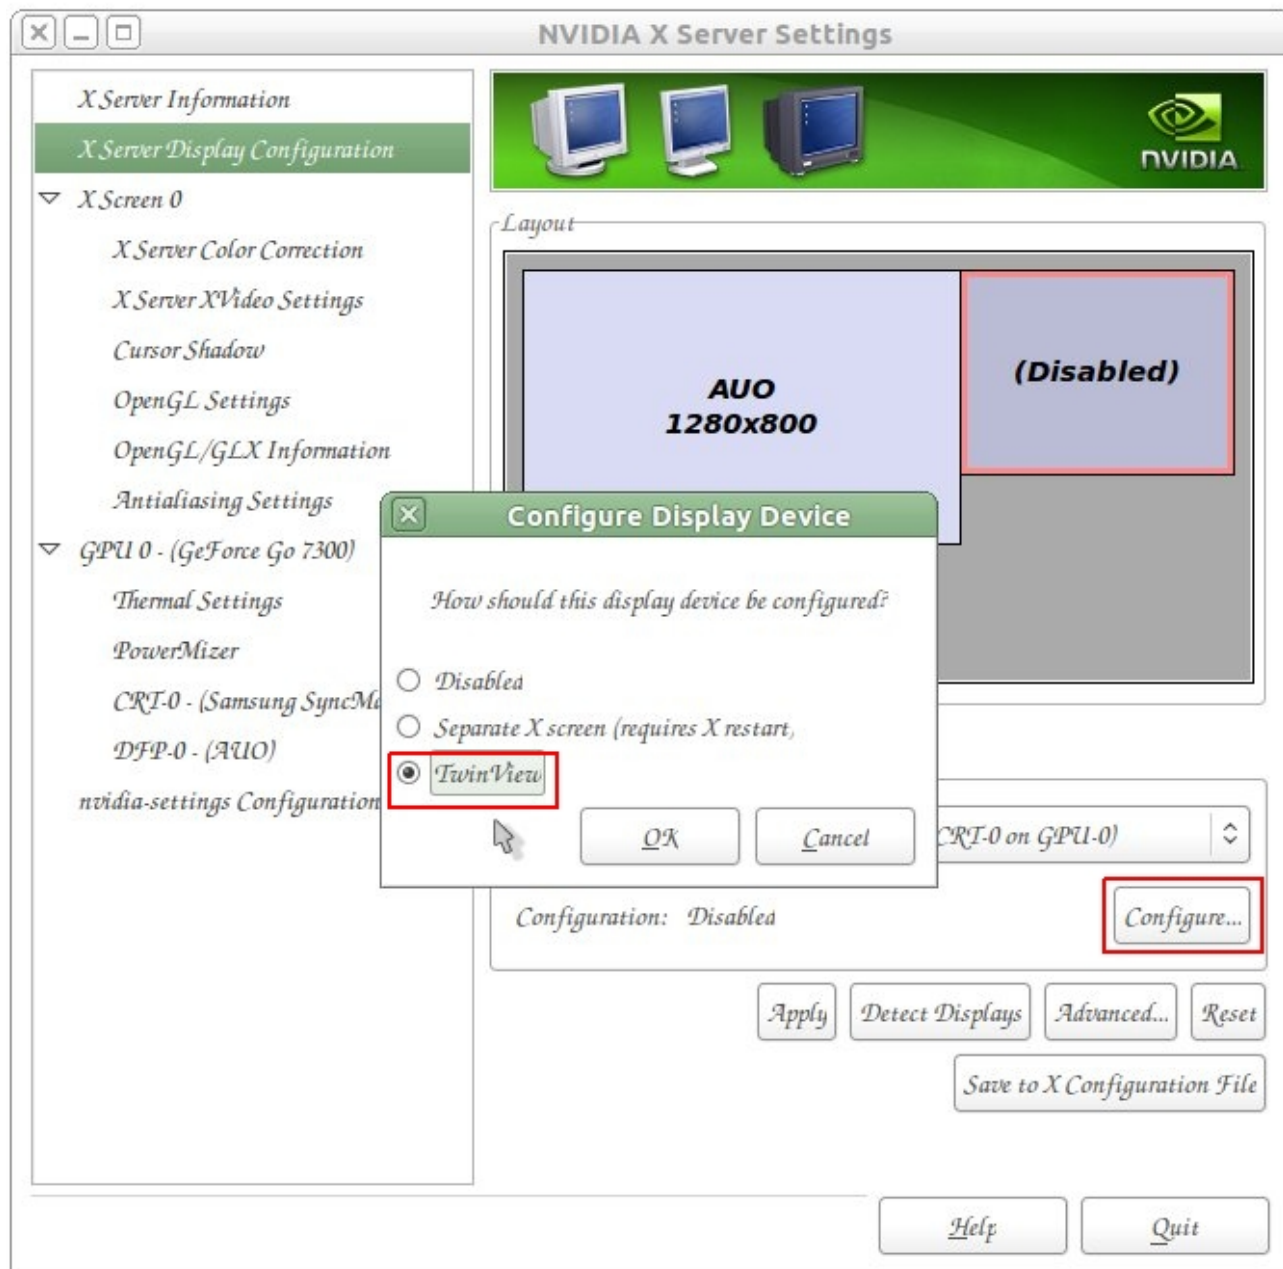 NVIDIA X Server Settings
X Server Information
X Server Display Configuration
X Screen 0
X Server Color Correction
X Server XVideo Settings
Cursor Shadow
OpenGL Settings
OpenGL/GLX Information
Antialiasing Settings
GPU 0 - (GeForce Go 7300)
Thermal Settings
PowerMizer
CRT-0 - (Samsung SyncMa
DFP-0 - (AUO)
nvidia-settings Configuration
NVIDIA
Layout
AUO
1280x800
(Disabled)
Configure Display Device
How should this display device be configured?
Disabled
Separate X screen (requires X restart)
TwinView
OK
Cancel
CRT-0 on GPU-0)
Configuration: Disabled
Configure...
Apply
Detect Displays
Advanced...
Reset
Save to X Configuration File
Help
Quit